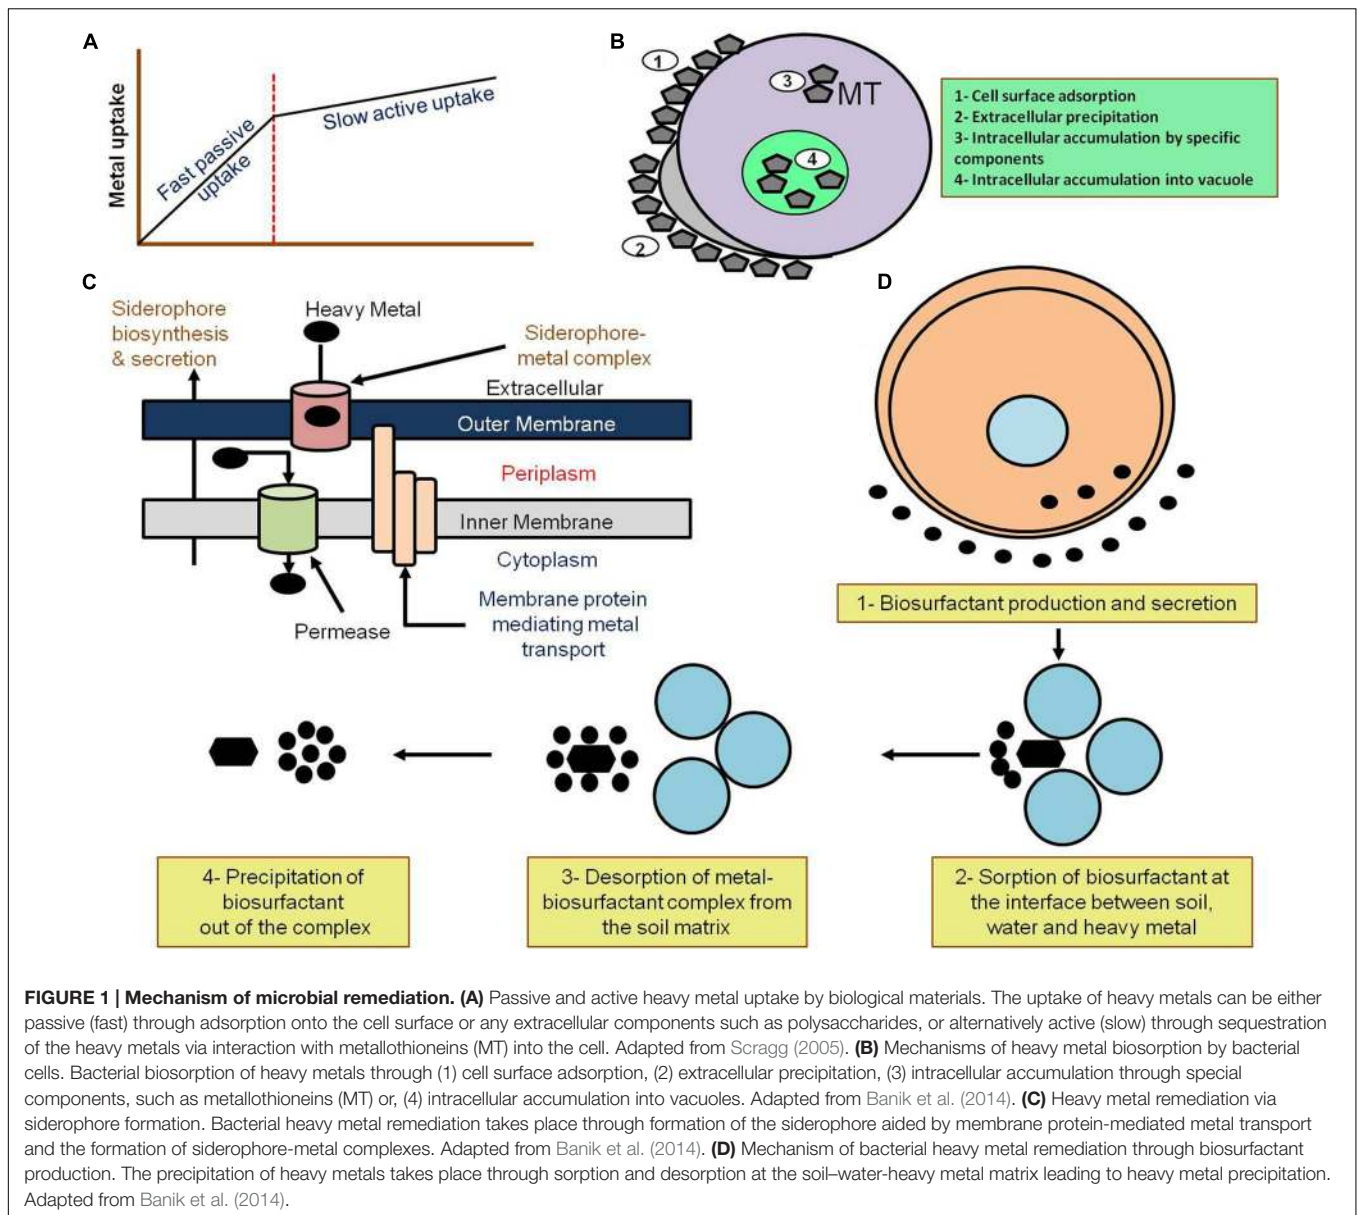 A
Metal uptake
Fast passive
uptake
Slow active uptake
B
1
2
3
MT
4
1- Cell surface adsorption
2- Extracellular precipitation
3- Intracellular accumulation by specific
components
4- Intracellular accumulation into vacuole
C
Siderophore
biosynthesis
& secretion
Heavy Metal
Siderophore-
metal complex
Extracellular
Outer Membrane
Periplasm
Inner Membrane
Cytoplasm
Membrane protein
mediating metal
transport
Permease
D
1- Biosurfactant production and secretion
2- Sorption of biosurfactant at
the interface between soil,
water and heavy metal
3- Desorption of metal-
biosurfactant complex from
the soil matrix
4- Precipitation of
biosurfactant
out of the complex
FIGURE 1 | Mechanism of microbial remediation. (A) Passive and active heavy metal uptake by biological materials. The uptake of heavy metals can be either
passive (fast) through adsorption onto the cell surface or any extracellular components such as polysaccharides, or alternatively active (slow) through sequestration
of the heavy metals via interaction with metallothioneins (MT) into the cell. Adapted from Scragg (2005). (B) Mechanisms of heavy metal biosorption by bacterial
cells. Bacterial biosorption of heavy metals through (1) cell surface adsorption, (2) extracellular precipitation, (3) intracellular accumulation through special
components, such as metallothioneins (MT) or, (4) intracellular accumulation into vacuoles. Adapted from Banik et al. (2014). (C) Heavy metal remediation via
siderophore formation. Bacterial heavy metal remediation takes place through formation of the siderophore aided by membrane protein-mediated metal transport
and the formation of siderophore-metal complexes. Adapted from Banik et al. (2014). (D) Mechanism of bacterial heavy metal remediation through biosurfactant
production. The precipitation of heavy metals takes place through sorption and desorption at the soil–water-heavy metal matrix leading to heavy metal precipitation.
Adapted from Banik et al. (2014).